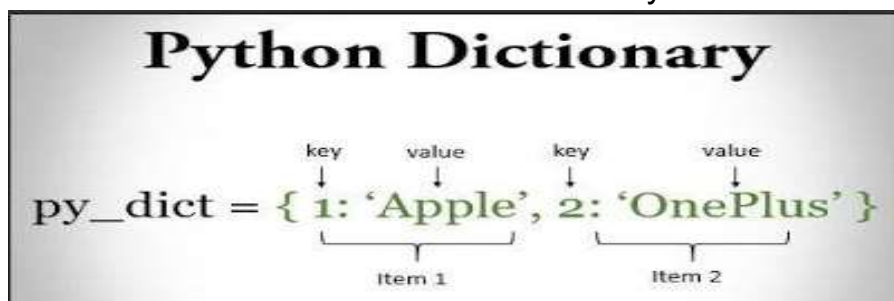 Python Dictionary
key value key value
py_dict = { 1: ‘Apple’, 2: ‘OnePlus’ }
Item 1 Item 2